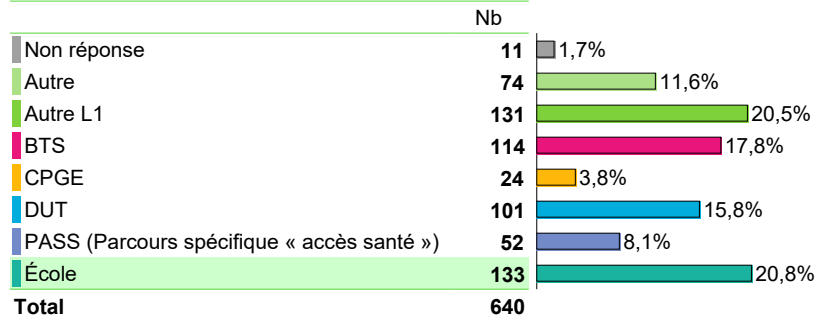 Nb
Non réponse 11 1,7%
Autre 74 11,6%
Autre L1 131 20,5%
BTS 114 17,8%
CPGE 24 3,8%
DUT 101 15,8%
PASS (Parcours spécifique « accès santé ») 52 8,1%
École 133 20,8%
Total 640